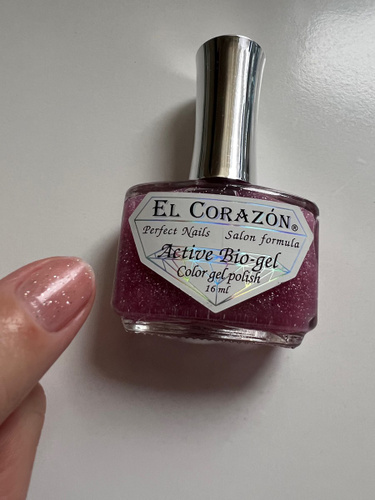 EL CORAZÓN®
Perfect Nails Salon formula
Active Bio-gel
Color gel polish
16 ml